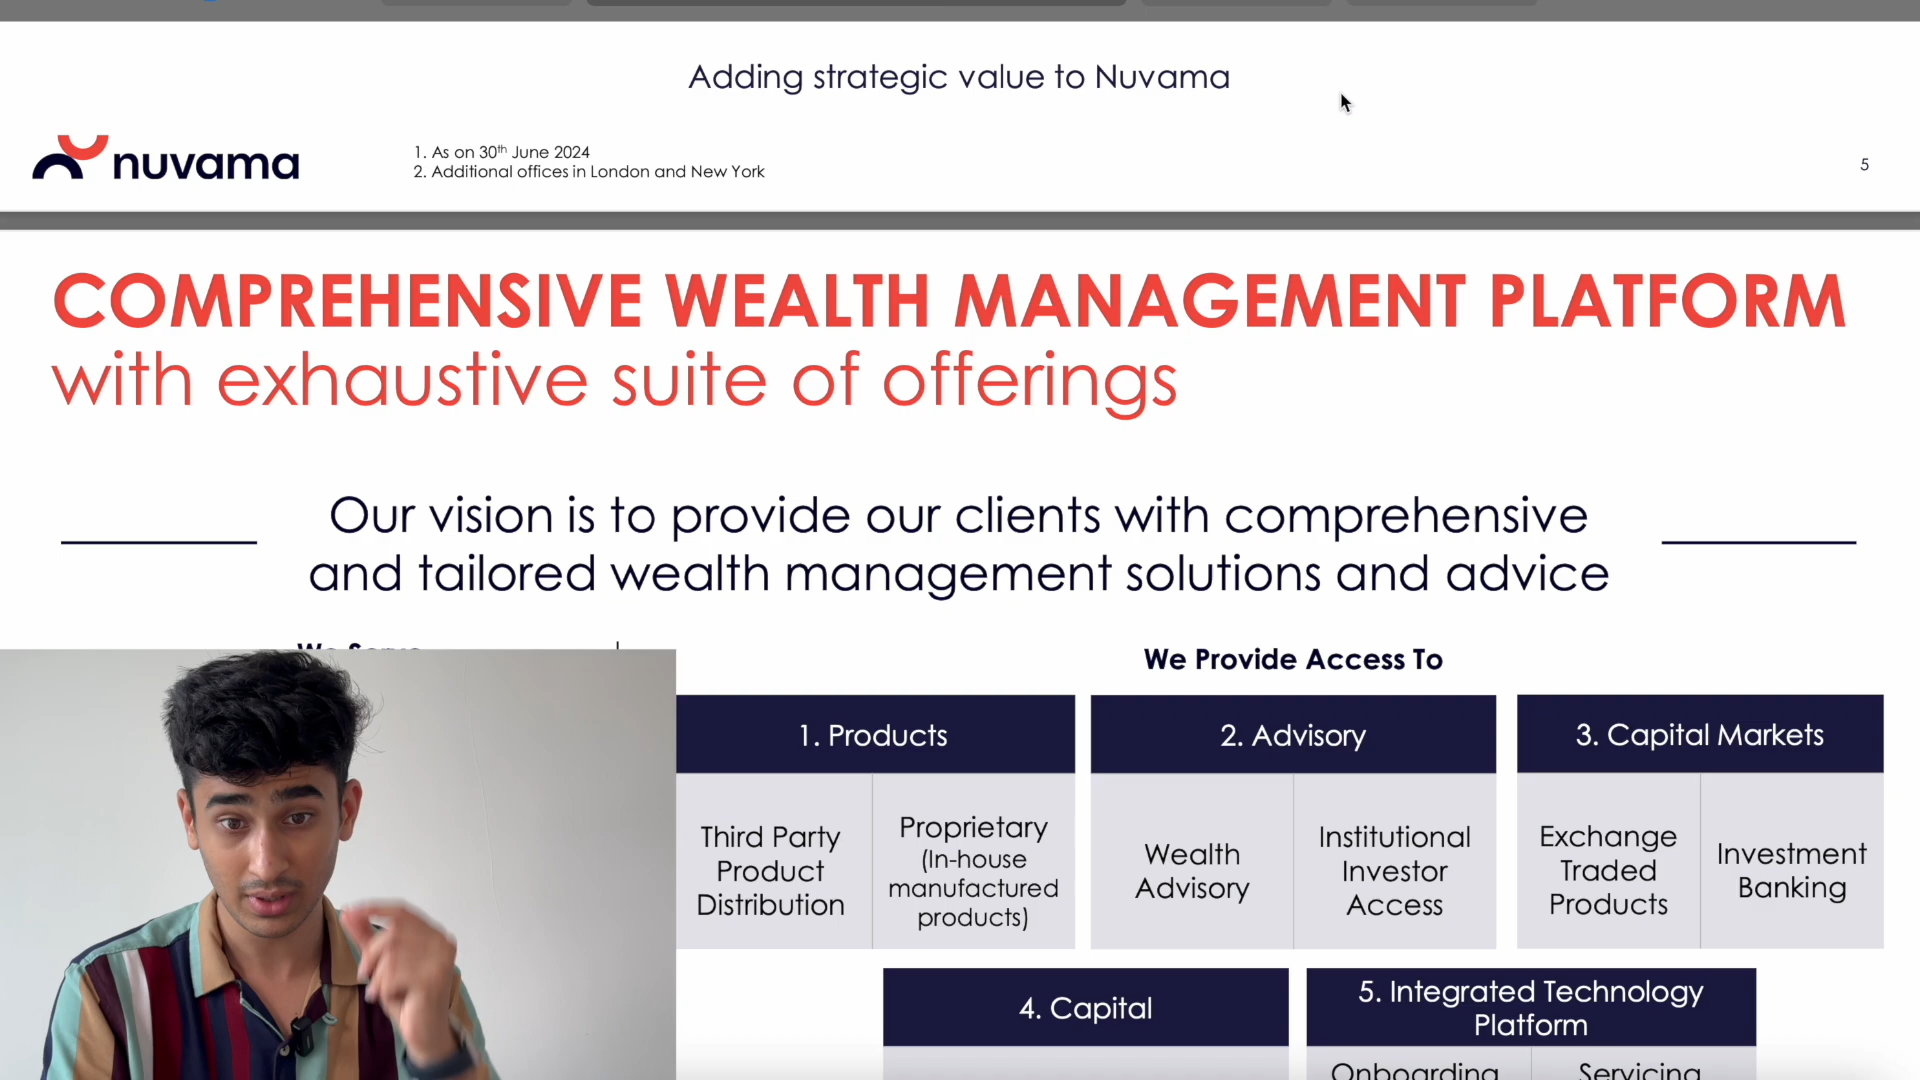 Adding strategic value to Nuvama
nuvama
1. As on 30th June 2024
2. Additional offices in London and New York
5
COMPREHENSIVE WEALTH MANAGEMENT PLATFORM
with exhaustive suite of offerings
Our vision is to provide our clients with comprehensive
and tailored wealth management solutions and advice
We Serve
We Provide Access To
1. Products
Third Party
Product
Distribution
Proprietary
(In-house
manufactured
products)
2. Advisory
Wealth
Advisory
Institutional
Investor
Access
3. Capital Markets
Exchange
Traded
Products
Investment
Banking
4. Capital
5. Integrated Technology
Platform
Onboarding
Servicing